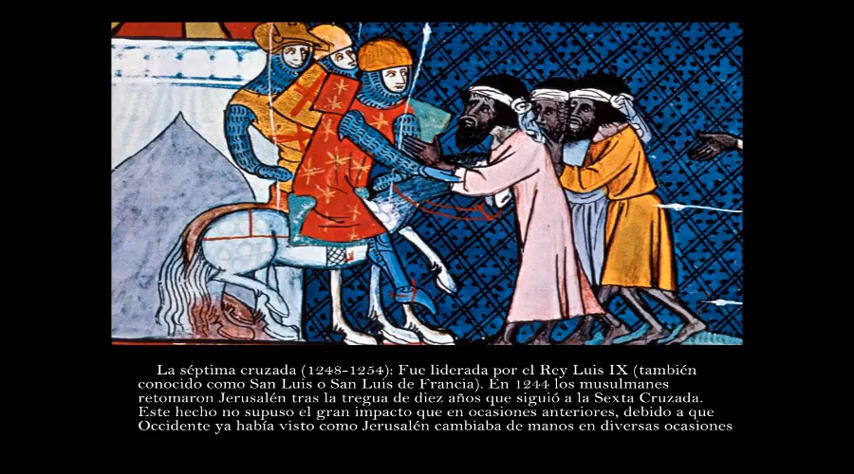 La séptima cruzada (1248-1254): Fue liderada por el Rey Luis IX (también
conocido como San Luis o San Luis de Francia). En 1244 los musulmanes
retomaron Jerusalén tras la tregua de diez años que siguió a la Sexta Cruzada.
Este hecho no supuso el gran impacto que en ocasiones anteriores, debido a que
Occidente ya había visto como Jerusalén cambiaba de manos en diversas ocasiones